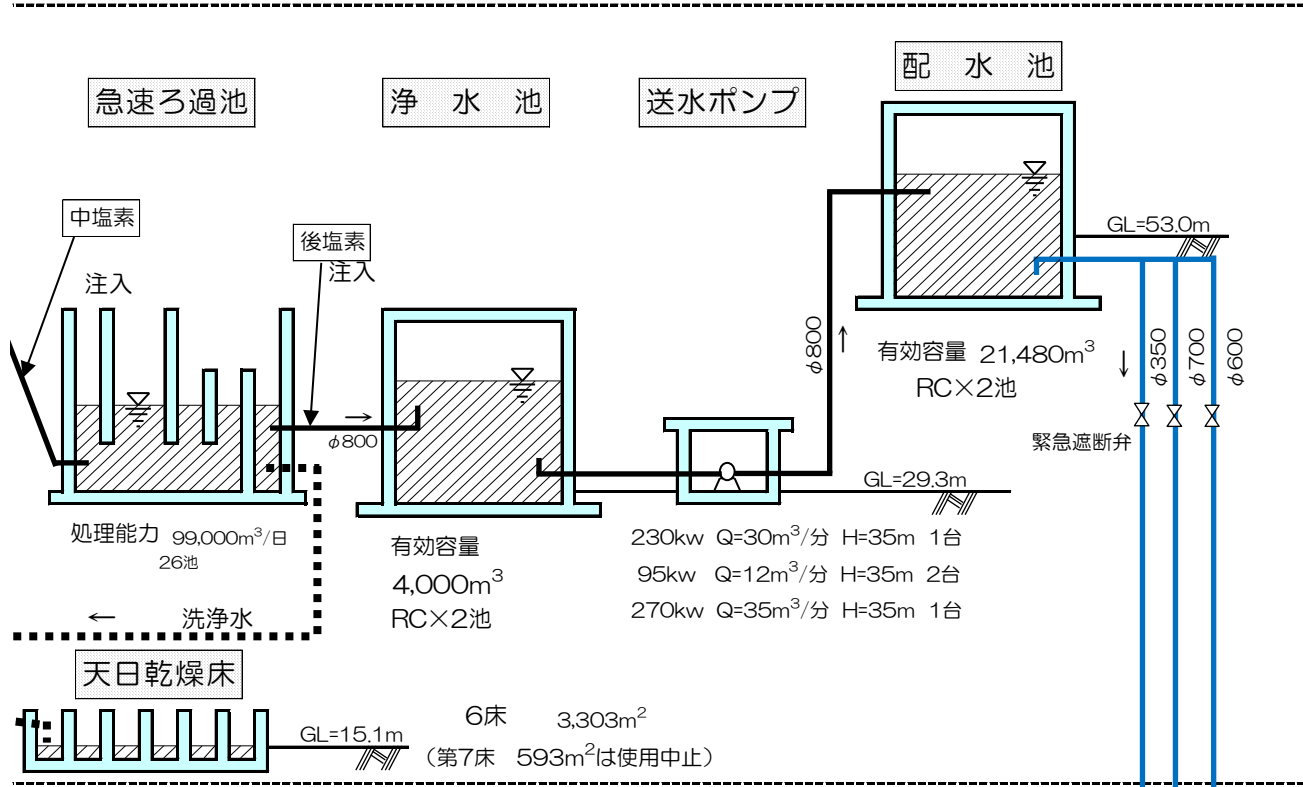 急速ろ過池
浄 水 池
送水ポンプ
配 水 池
中塩素
注入
後塩素
注入
φ800
φ800
GL=53.0m
有効容量 21,480m³
RC×2池
φ350
φ700
φ600
緊急遮断弁
GL=29.3m
処理能力 99,000m³/日
26池
有効容量
4,000m³
RC×2池
230kw Q=30m³/分 H=35m 1台
95kw Q=12m³/分 H=35m 2台
270kw Q=35m³/分 H=35m 1台
← 洗浄水
天日乾燥床
GL=15.1m
6床 3,303m²
(第7床 593m²は使用中止)